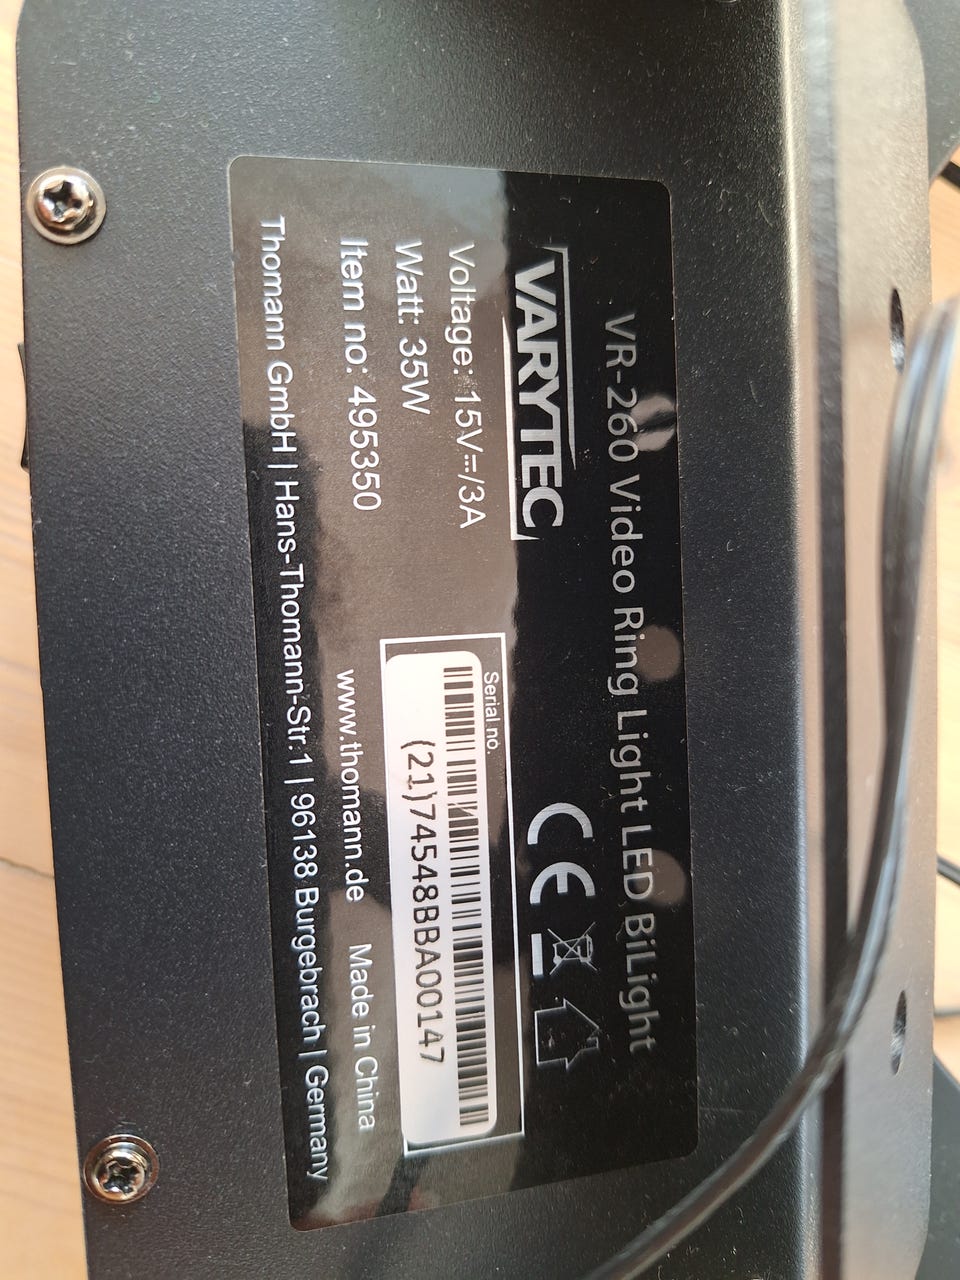 VR-260 Video Ring Light LED BiLight
VARYTEC
CE
Voltage: 15V⎓/3A
Watt: 35W
Item no: 495350
Serial no.
(21)74548BBA00147
www.thomann.de Made in China
Thomann GmbH | Hans-Thomann-Str.1 | 96138 Burgebrach | Germany